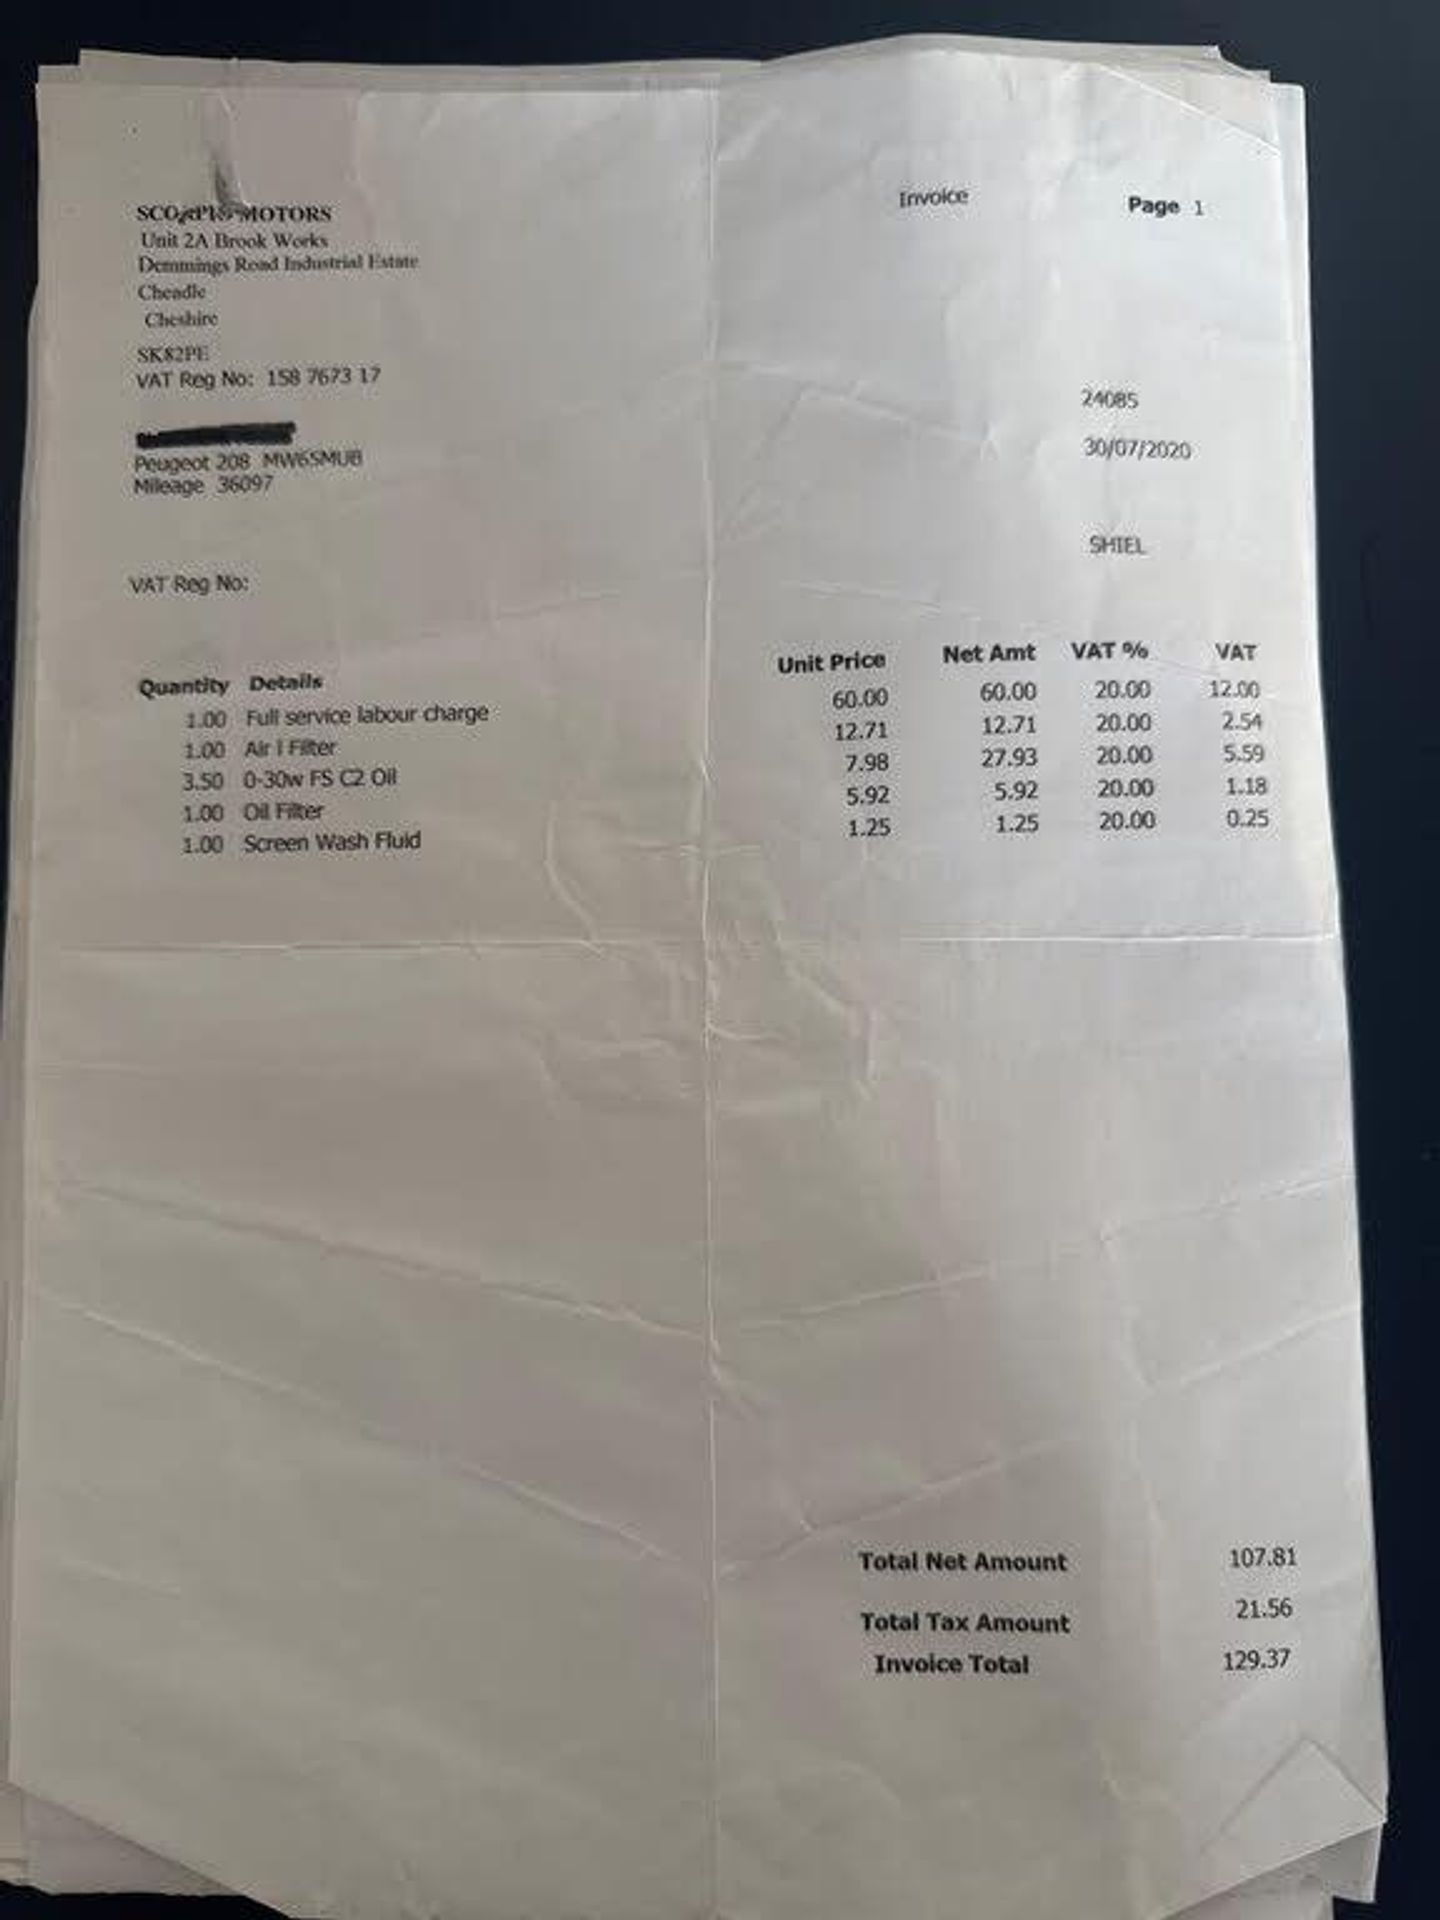 SCORPIO MOTORS
Unit 2A Brook Works
Demmings Road Industrial Estate
Cheadle
Cheshire
SK82PE
VAT Reg No: 158 7673 17
Invoice
Page 1
24085
30/07/2020
SHIEL
Peugeot 208 MW65MUB
Mileage 36097
VAT Reg No:
Quantity Details Unit Price Net Amt VAT % VAT
1.00 Full service labour charge 60.00 60.00 20.00 12.00
1.00 Air l Filter 12.71 12.71 20.00 2.54
3.50 0-30w FS C2 Oil 7.98 27.93 20.00 5.59
1.00 Oil Filter 5.92 5.92 20.00 1.18
1.00 Screen Wash Fluid 1.25 1.25 20.00 0.25
Total Net Amount 107.81
Total Tax Amount 21.56
Invoice Total 129.37